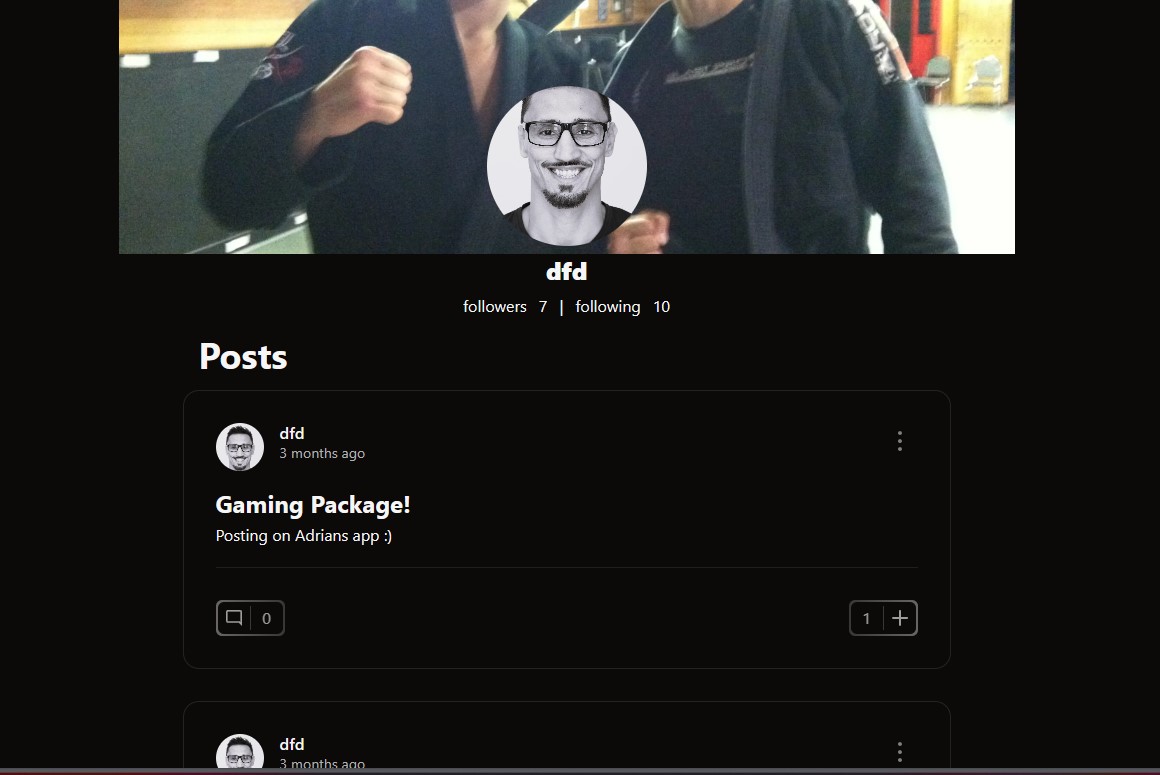 dfd
followers 7 | following 10
Posts
dfd
3 months ago
Gaming Package!
Posting on Adrians app :)
0
1
dfd
3 months ago